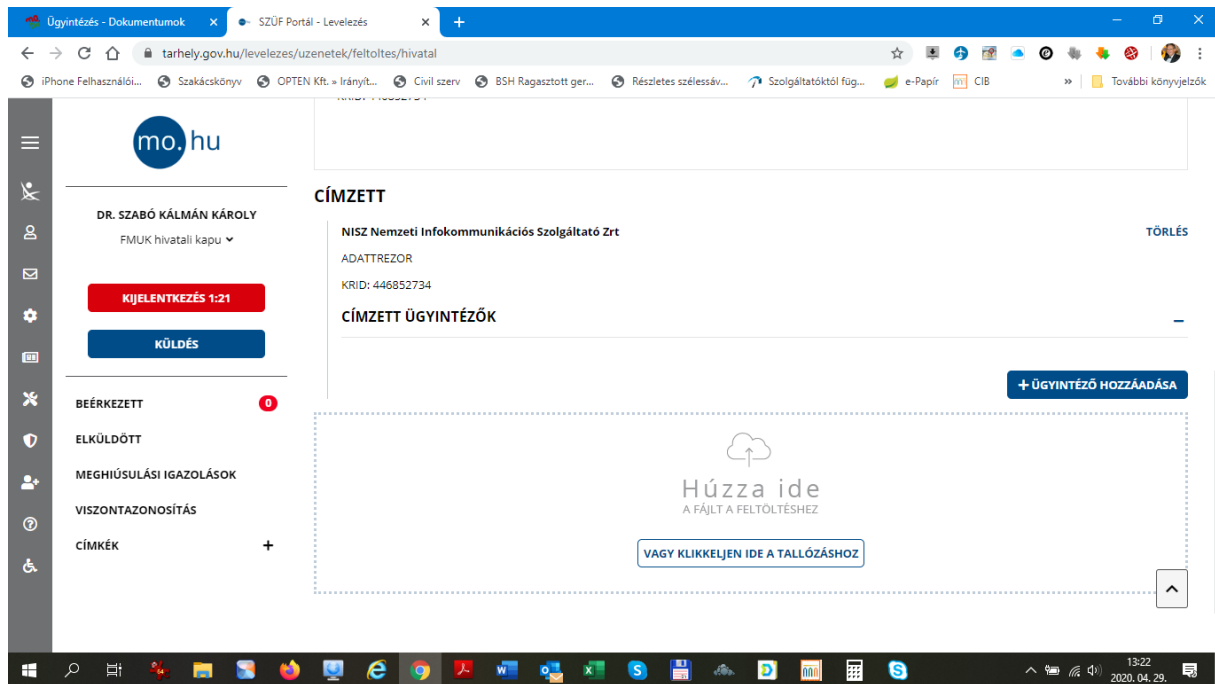 Ügyintézés - Dokumentumok
SZÜF Portál - Levelezés
tarhely.gov.hu/levelezes/uzenetek/feltoltes/hivatal
iPhone Felhasználói...
Szakácskönyv
OPTEN Kft. » Irányít...
Civil szerv
BSH Ragasztott ger...
Részletes szélessáv...
Szolgáltatóktól füg...
e-Papír
CIB
»
További könyvjelzők
KRID: 446852734
mo.hu
DR. SZABÓ KÁLMÁN KÁROLY
FMUK hivatali kapu
KIJELENTKEZÉS 1:21
KÜLDÉS
BEÉRKEZETT 0
ELKÜLDÖTT
MEGHIÚSULÁSI IGAZOLÁSOK
VISZONTAZONOSÍTÁS
CÍMKÉK +
CÍMZETT
NISZ Nemzeti Infokommunikációs Szolgáltató Zrt
TÖRLÉS
ADATTREZOR
KRID: 446852734
CÍMZETT ÜGYINTÉZŐK
+ ÜGYINTÉZŐ HOZZÁADÁSA
Húzza ide
A FÁJLT A FELTÖLTÉSHEZ
VAGY KLIKKELJEN IDE A TALLÓZÁSHOZ
13:22
2020. 04. 29.